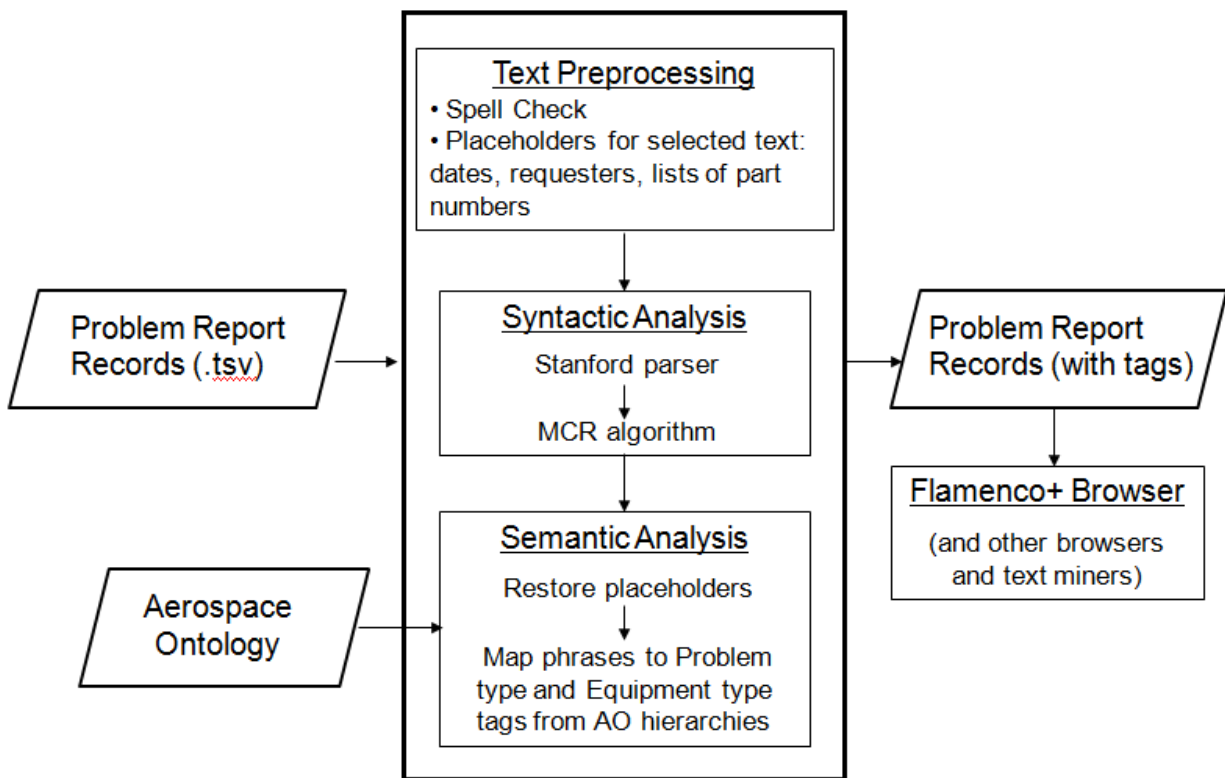 Text Preprocessing
• Spell Check
• Placeholders for selected text:
dates, requesters, lists of part
numbers
Problem Report
Records (.tsv)
Syntactic Analysis
Stanford parser
MCR algorithm
Problem Report
Records (with tags)
Flamenco+ Browser
(and other browsers
and text miners)
Aerospace
Ontology
Semantic Analysis
Restore placeholders
Map phrases to Problem
type and Equipment type
tags from AO hierarchies